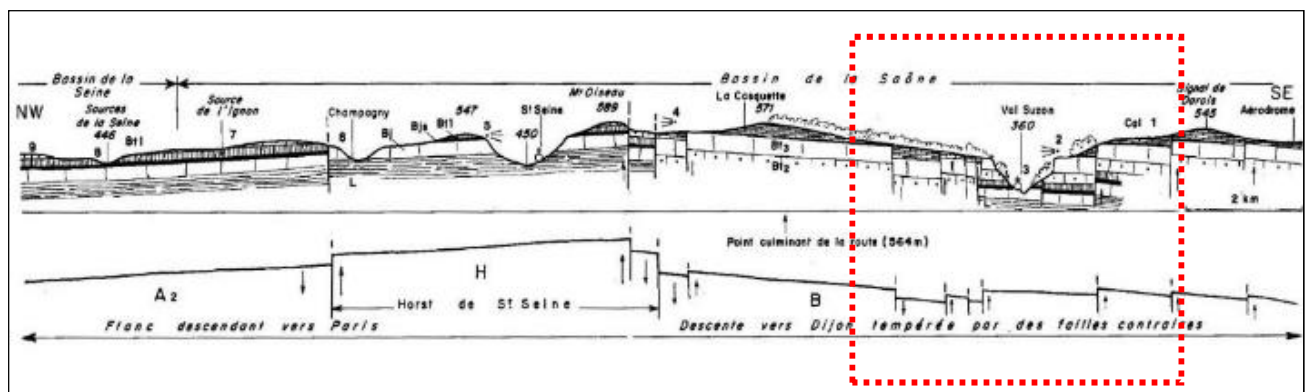 Bassin de la Seine
Bassin de la Saône
NW
SE
Sources de la Seine 446
Source de l'Ignon
Champagny
547
St Seine
450
Mt Oiseau 589
La Casquette 571
Val Suzon 360
Signal de Darois 545
Aérodrome
9
8
Bt1
7
6
Bj
Bjs
Bt1
5
4
2
3
Col 1
Bt3
Bt2
L
2 km
Point culminant de la route (564m)
A2
H
B
Horst de St Seine
Flanc descendant vers Paris
Descente vers Dijon tempérée par des failles contraires